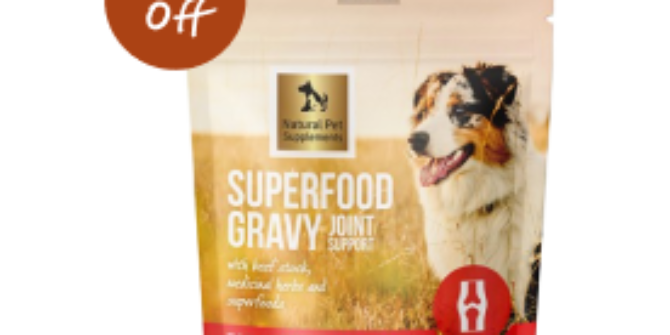 off
Natural Pet
Supplements
SUPERFOOD
GRAVY JOINT
SUPPORT
with beef stock,
medicinal herbs and
superfoods